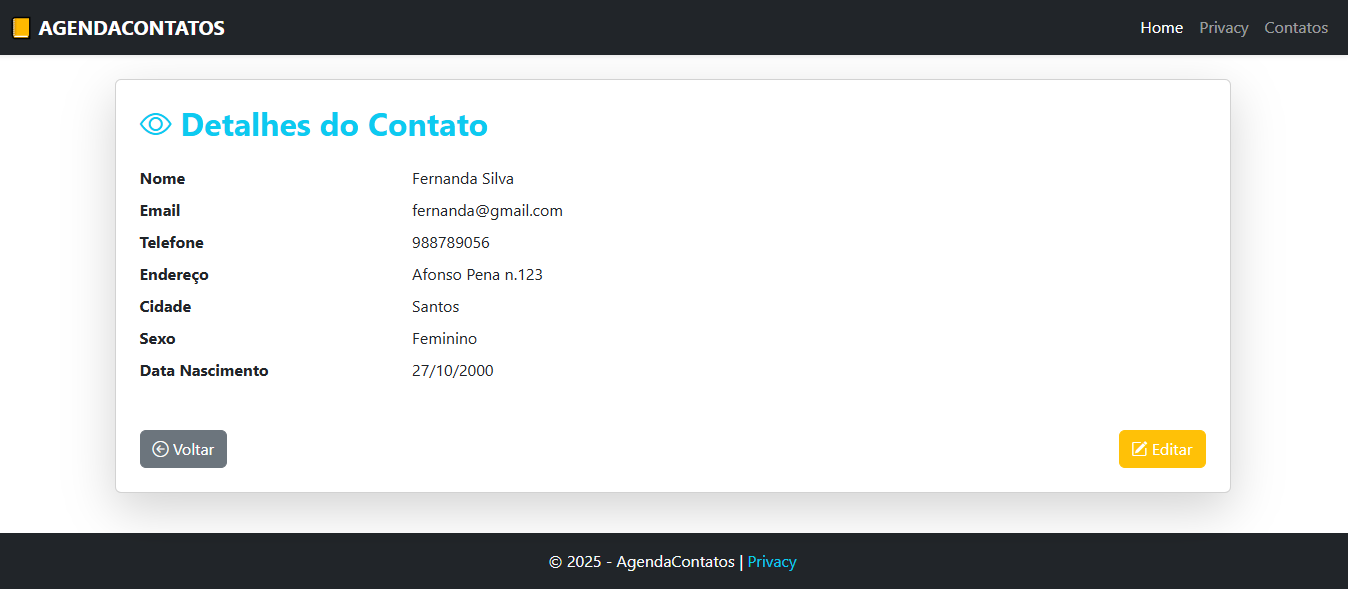 AGENDACONTATOS
Home Privacy Contatos
Detalhes do Contato
Nome Fernanda Silva
Email fernanda@gmail.com
Telefone 988789056
Endereço Afonso Pena n.123
Cidade Santos
Sexo Feminino
Data Nascimento 27/10/2000
Voltar Editar
© 2025 - AgendaContatos | Privacy